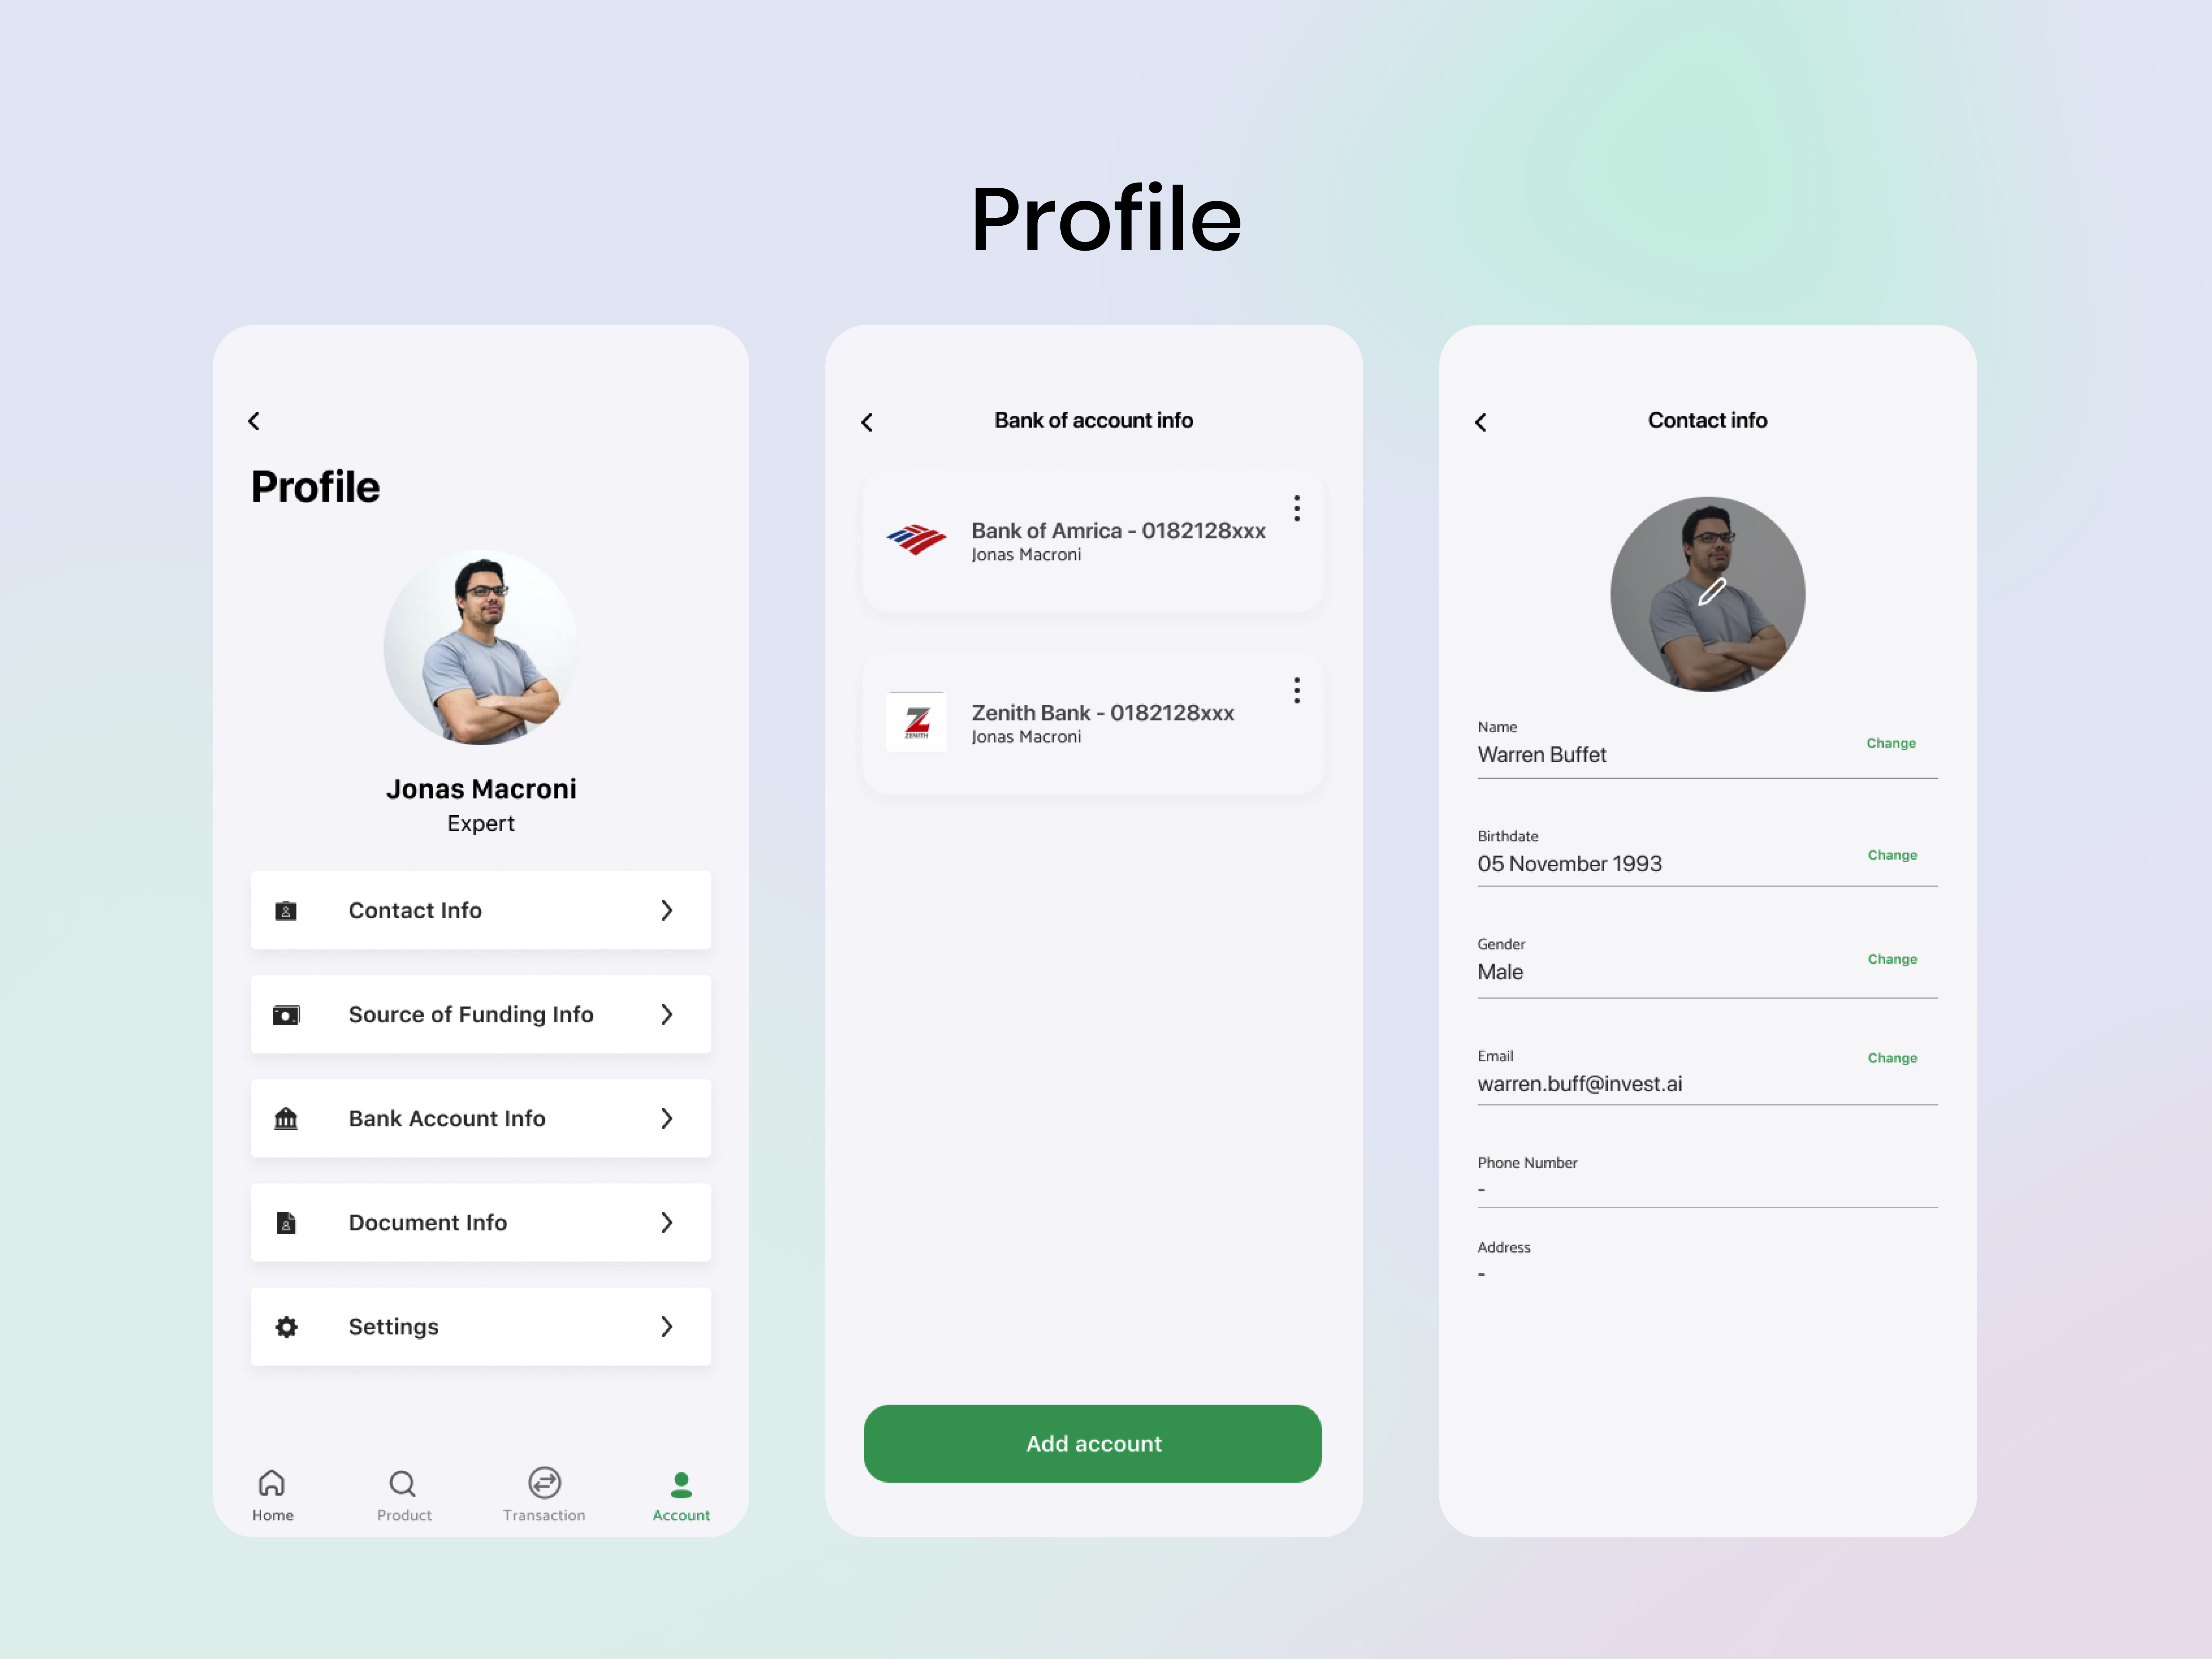 Profile
Profile
Jonas Macroni
Expert
Contact Info
Source of Funding Info
Bank Account Info
Document Info
Settings
Home
Product
Transaction
Account
Bank of account info
Bank of Amrica - 0182128xxx
Jonas Macroni
ZENITH
Zenith Bank - 0182128xxx
Jonas Macroni
Add account
Contact info
Name
Warren Buffet
Change
Birthdate
05 November 1993
Change
Gender
Male
Change
Email
warren.buff@invest.ai
Change
Phone Number
-
Address
-